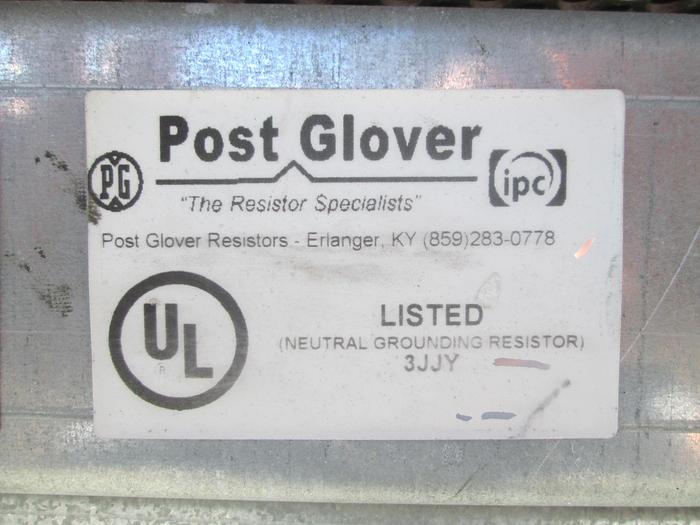 Post Glover
PG
ipc
"The Resistor Specialists"
Post Glover Resistors - Erlanger, KY (859)283-0778
UL
®
LISTED
(NEUTRAL GROUNDING RESISTOR)
3JJY